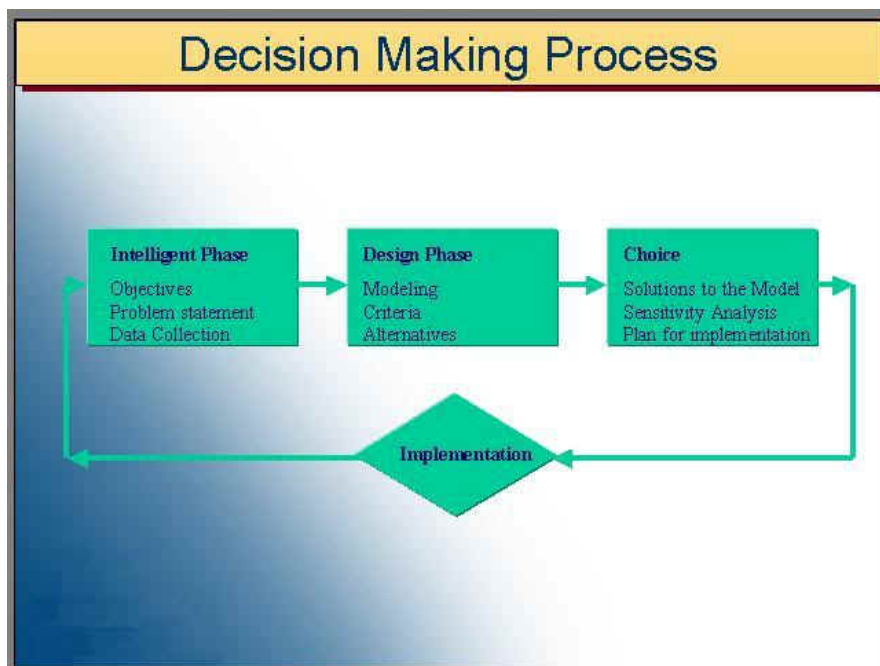 Decision Making Process
Intelligent Phase
Objectives
Problem statement
Data Collection
Design Phase
Modeling
Criteria
Alternatives
Choice
Solutions to the Model
Sensitivity Analysis
Plan for implementation
Implementation